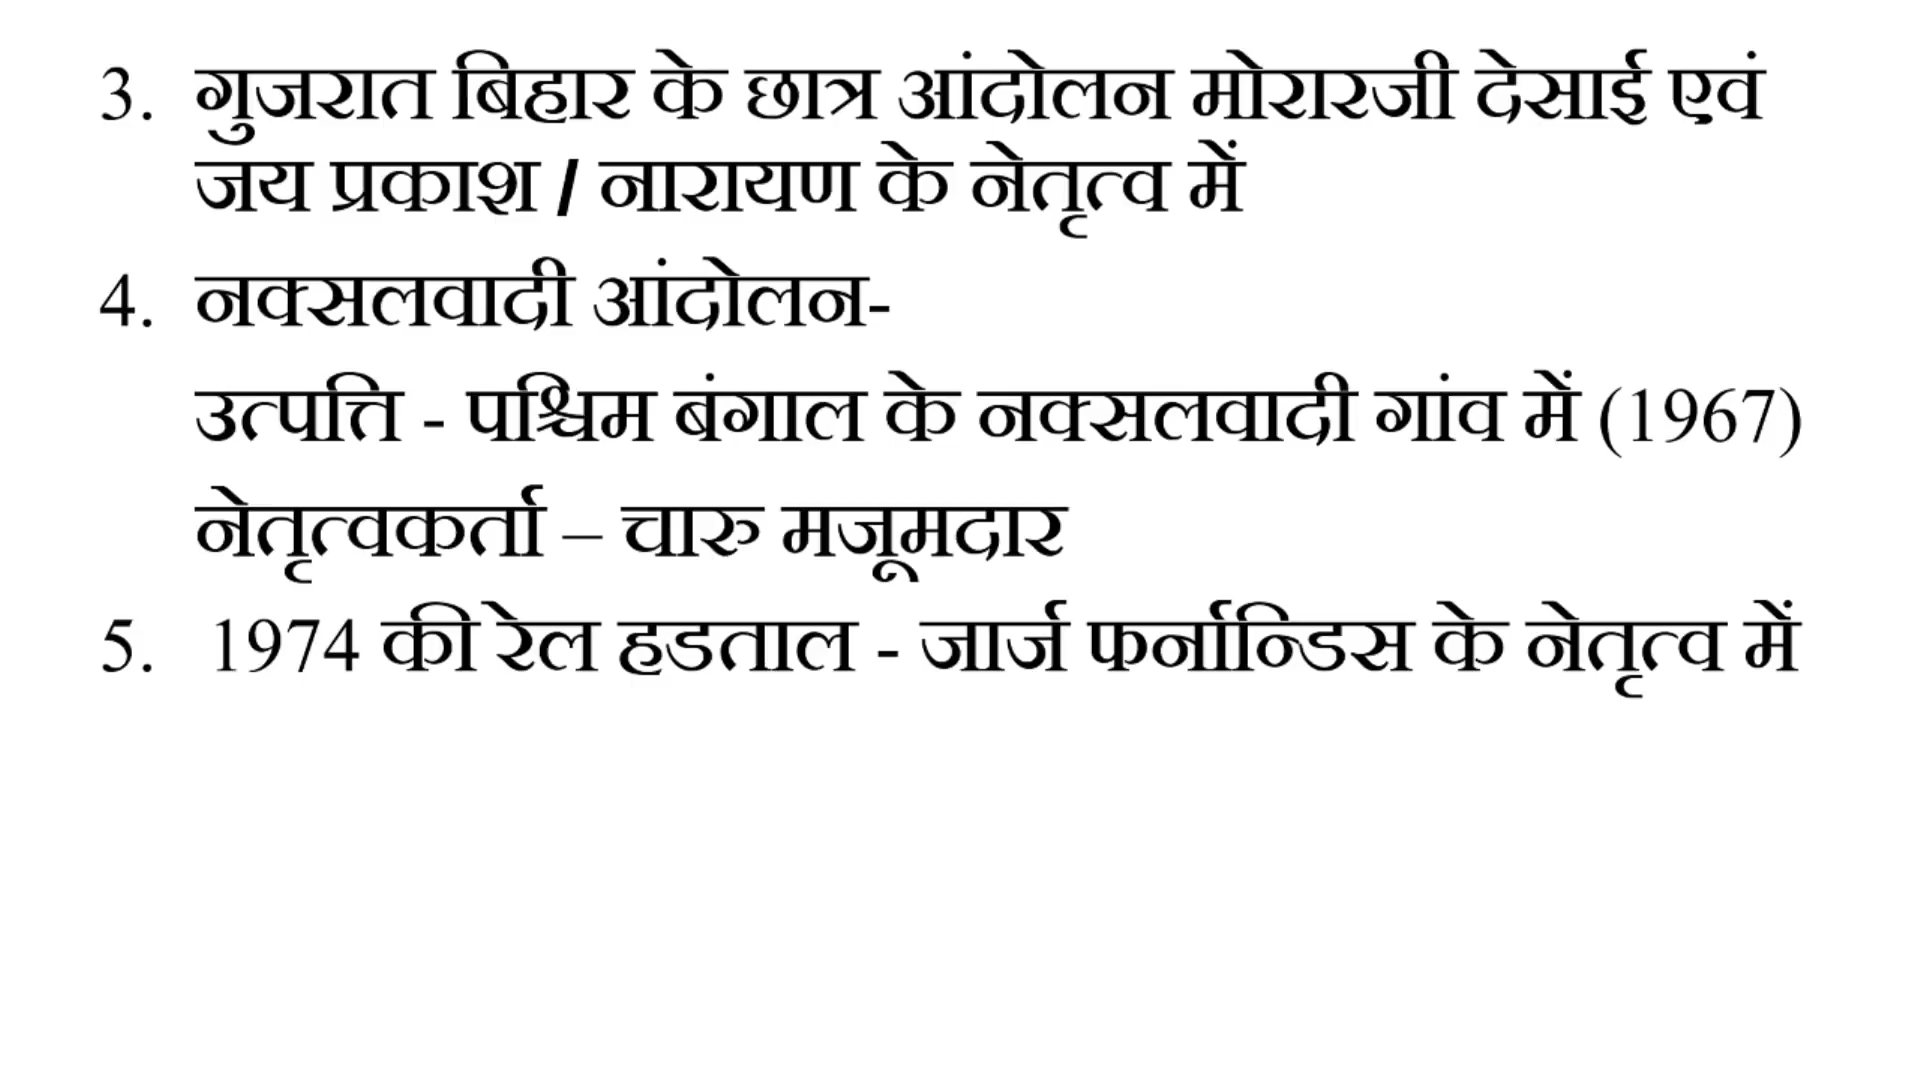 3. गुजरात बिहार के छात्र आंदोलन मोरारजी देसाई एवं
जय प्रकाश / नारायण के नेतृत्व में
4. नक्सलवादी आंदोलन-
उत्पत्ति - पश्चिम बंगाल के नक्सलवादी गांव में (1967)
नेतृत्वकर्ता – चारु मजूमदार
5. 1974 की रेल हडताल - जार्ज फर्नान्डिस के नेतृत्व में